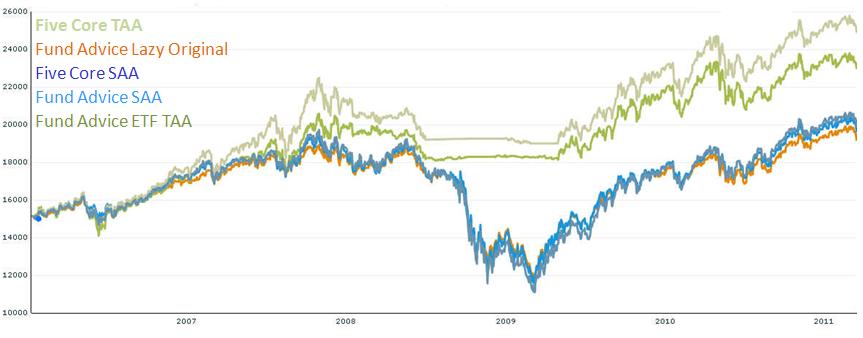 26000
Five Core TAA
24000
Fund Advice Lazy Original
Five Core SAA
22000
Fund Advice SAA
Fund Advice ETF TAA
20000
18000
16000
14000
12000
10000
2007 2008 2009 2010 2011